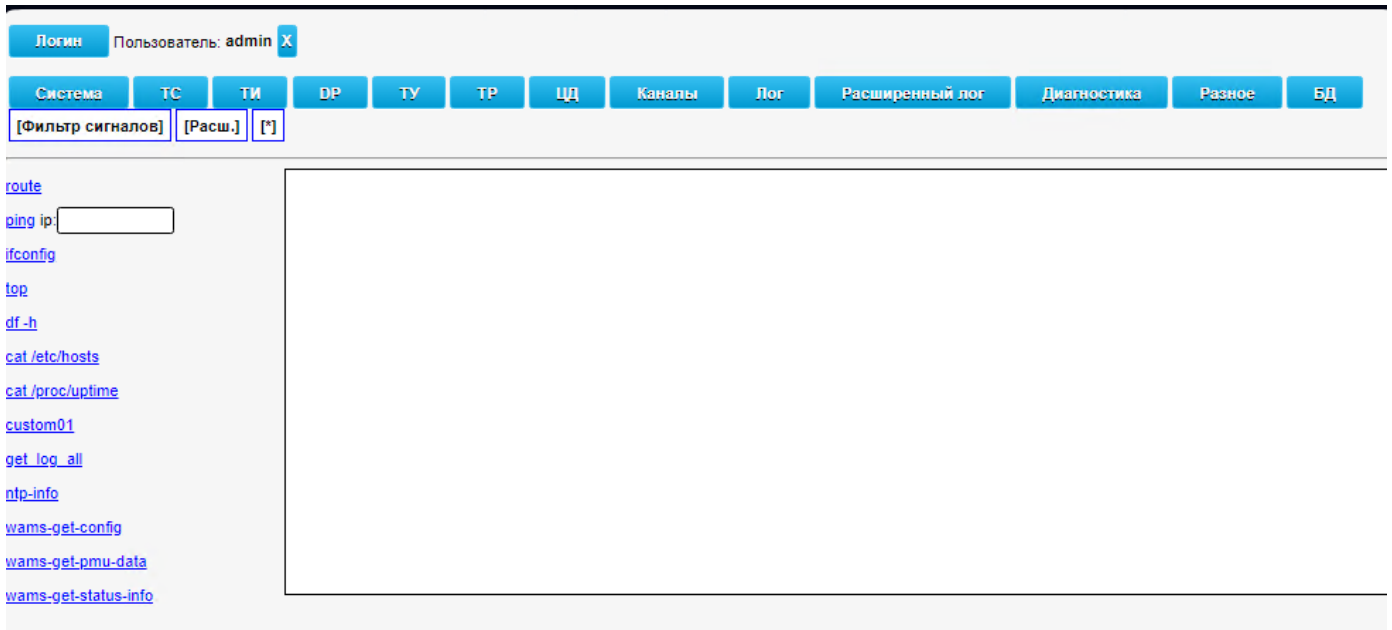 Логин Пользователь: admin X
Система ТС ТИ DP ТУ ТР ЦД Каналы Лог Расширенный лог Диагностика Разное БД
[Фильтр сигналов] [Расш.] [*]
route
ping ip:
ifconfig
top
df -h
cat /etc/hosts
cat /proc/uptime
custom01
get_log_all
ntp-info
wams-get-config
wams-get-pmu-data
wams-get-status-info